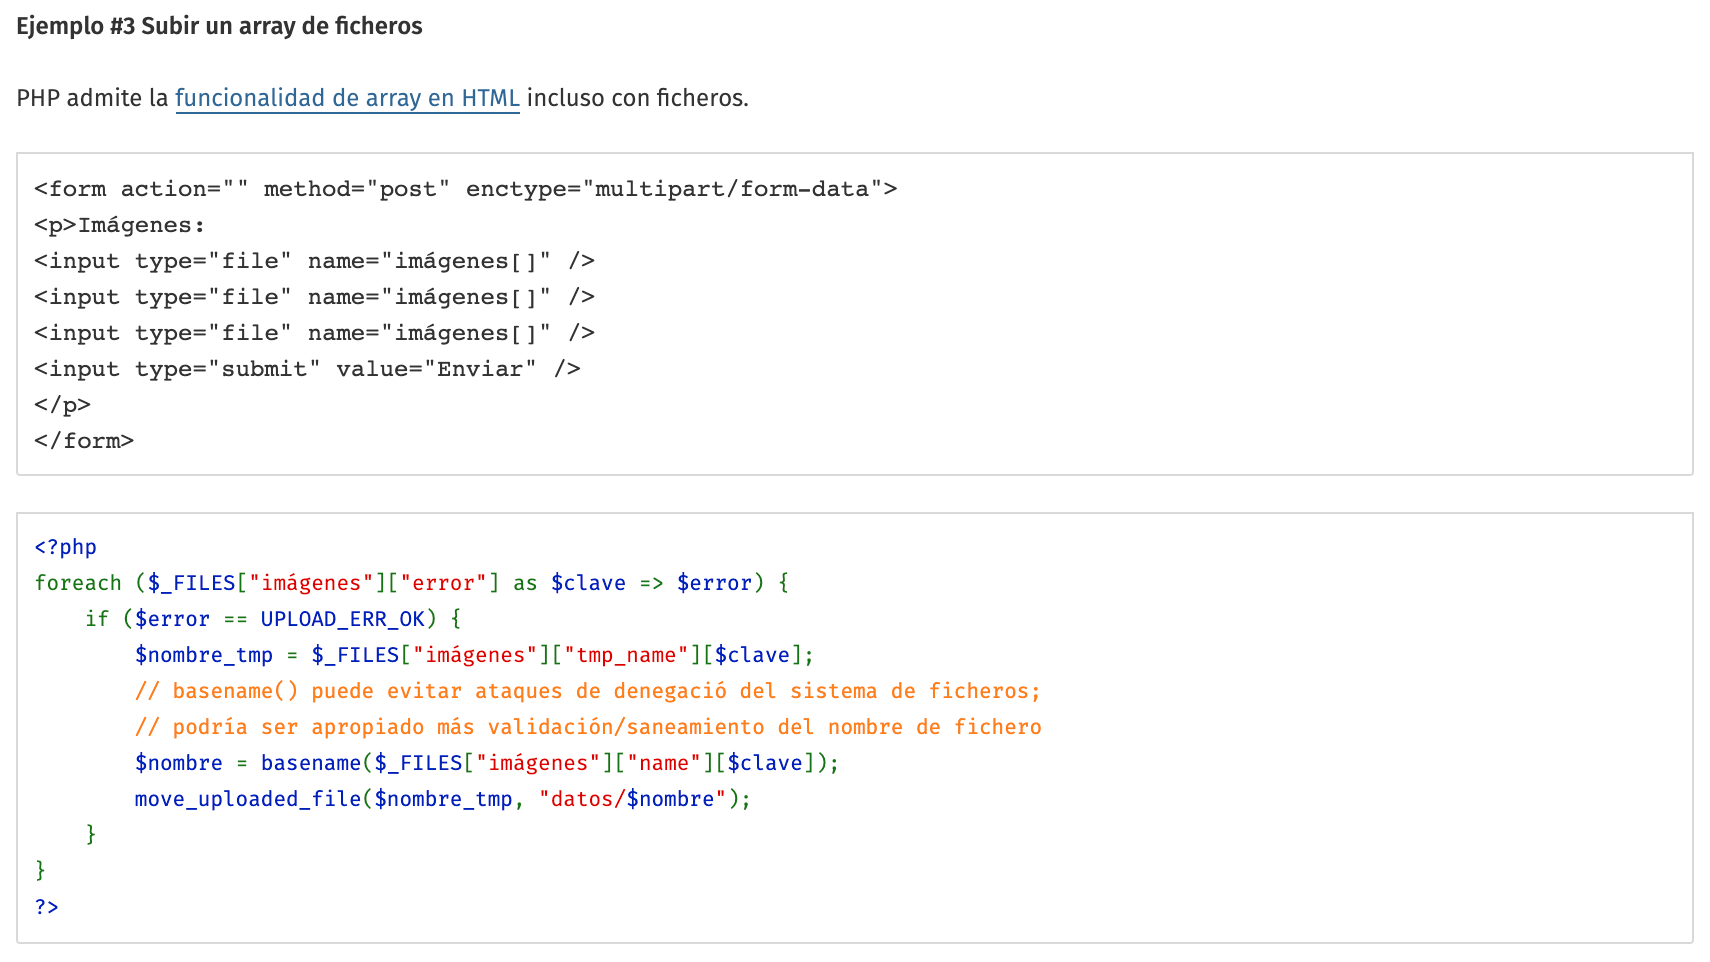 Ejemplo #3 Subir un array de ficheros
PHP admite la funcionalidad de array en HTML incluso con ficheros.
<form action="" method="post" enctype="multipart/form-data">
<p>Imágenes:
<input type="file" name="imágenes[]" />
<input type="file" name="imágenes[]" />
<input type="file" name="imágenes[]" />
<input type="submit" value="Enviar" />
</p>
</form>
<?php
foreach ($_FILES["imágenes"]["error"] as $clave => $error) {
    if ($error == UPLOAD_ERR_OK) {
        $nombre_tmp = $_FILES["imágenes"]["tmp_name"][$clave];
        // basename() puede evitar ataques de denegació del sistema de ficheros;
        // podría ser apropiado más validación/saneamiento del nombre de fichero
        $nombre = basename($_FILES["imágenes"]["name"][$clave]);
        move_uploaded_file($nombre_tmp, "datos/$nombre");
    }
}
?>